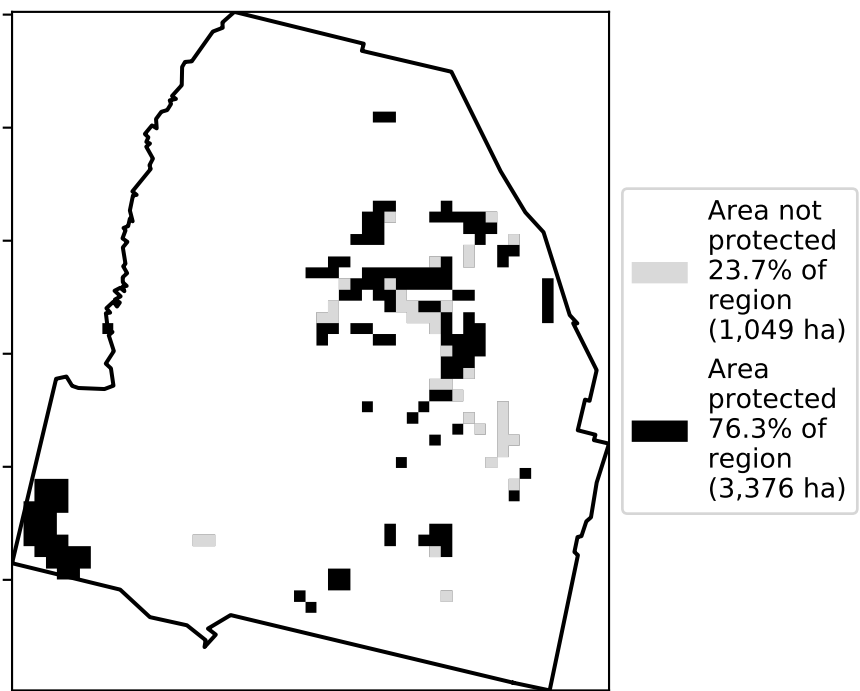 Area not
protected
23.7% of
region
(1,049 ha)
Area
protected
76.3% of
region
(3,376 ha)